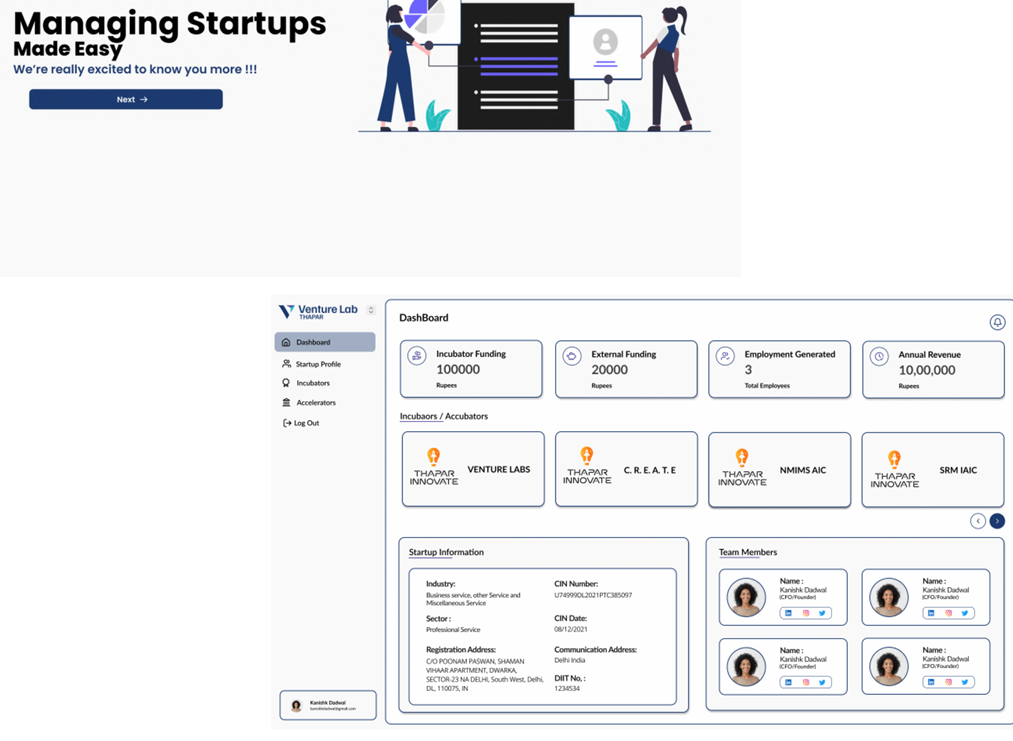 Managing Startups
Made Easy
We're really excited to know you more !!!
Next →
Venture Lab
THAPAR
Dashboard
Startup Profile
Incubators
Accelerators
Log Out
Kanishk Dadwal
DashBoard
Incubator Funding
100000
Rupees
External Funding
20000
Rupees
Employment Generated
3
Total Employees
Annual Revenue
10,00,000
Rupees
Incubaors / Accubators
THAPAR
INNOVATE
VENTURE LABS
THAPAR
INNOVATE
C. R. E. A. T. E
THAPAR
INNOVATE
NMIMS AIC
THAPAR
INNOVATE
SRM IAIC
Startup Information
Industry:
Business service, other Service and
Miscellaneous Service
Sector :
Professional Service
Registration Address:
C/O POONAM PASWAN, SHAMAN
VIHAAR APARTMENT, DWARKA,
SECTOR-23 NA DELHI, South West, Delhi,
DL, 110075, IN
CIN Number:
U74999DL2021PTC385097
CIN Date:
08/12/2021
Communication Address:
Delhi India
DIIT No, :
1234534
Team Members
Name :
Kanishk Dadwal
(CFO/Founder)
Name :
Kanishk Dadwal
(CFO/Founder)
Name :
Kanishk Dadwal
(CFO/Founder)
Name :
Kanishk Dadwal
(CFO/Founder)